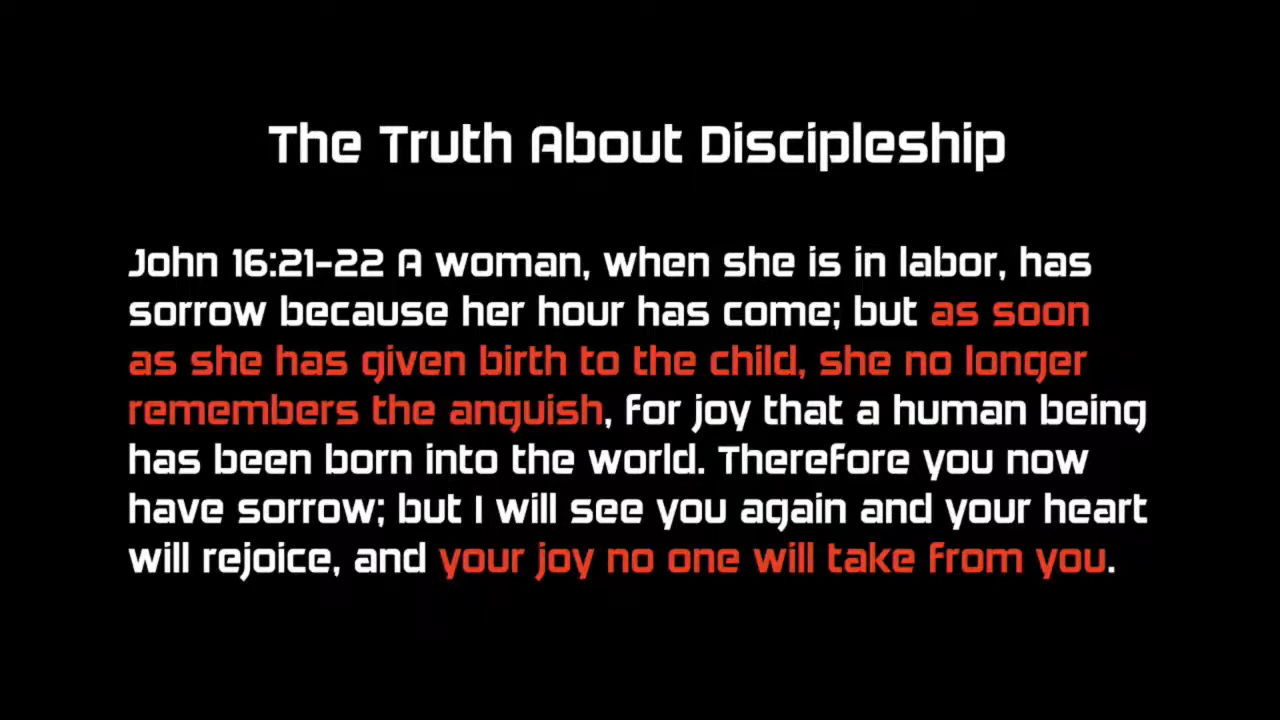 The Truth About Discipleship
John 16:21-22 A woman, when she is in labor, has
sorrow because her hour has come; but as soon
as she has given birth to the child, she no longer
remembers the anguish, for joy that a human being
has been born into the world. Therefore you now
have sorrow; but I will see you again and your heart
will rejoice, and your joy no one will take from you.